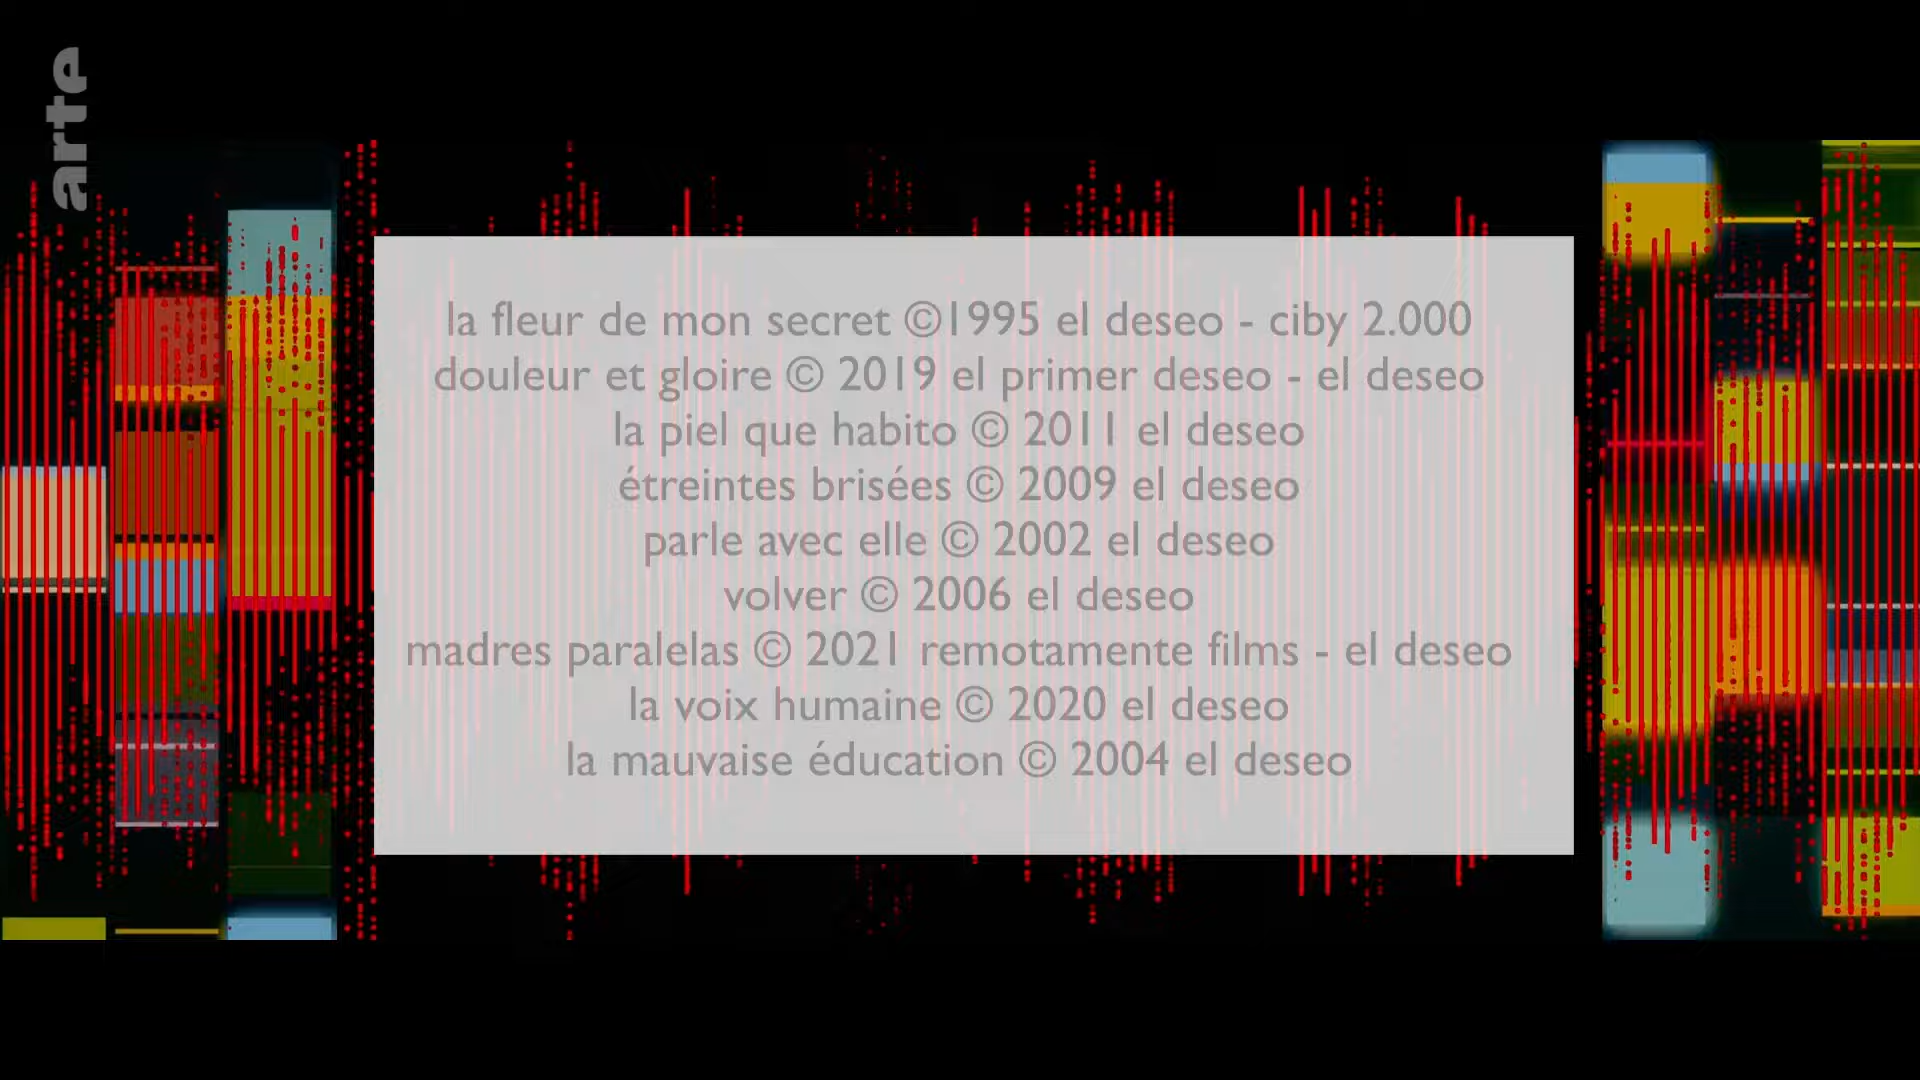 arte
la fleur de mon secret ©1995 el deseo - ciby 2.000
douleur et gloire © 2019 el primer deseo - el deseo
la piel que habito © 2011 el deseo
étreintes brisées © 2009 el deseo
parle avec elle © 2002 el deseo
volver © 2006 el deseo
madres paralelas © 2021 remotamente films - el deseo
la voix humaine © 2020 el deseo
la mauvaise éducation © 2004 el deseo